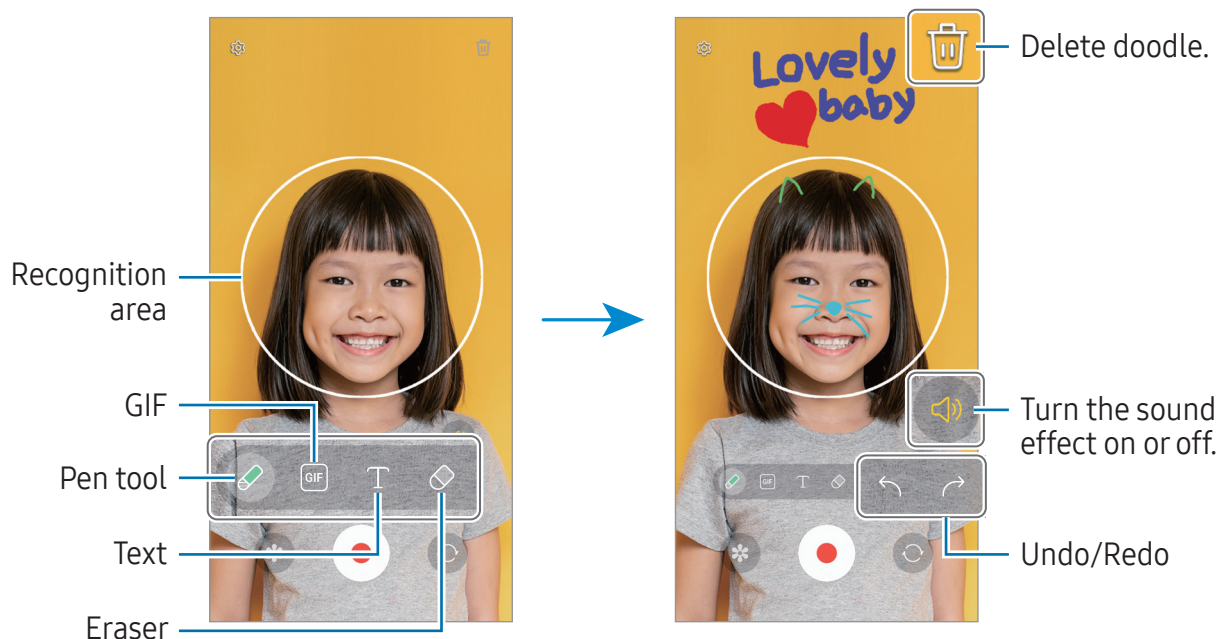 Lovely
baby
Delete doodle.
Recognition
area
GIF
Pen tool
GIF
T
Text
Eraser
Turn the sound
effect on or off.
GIF
T
Undo/Redo